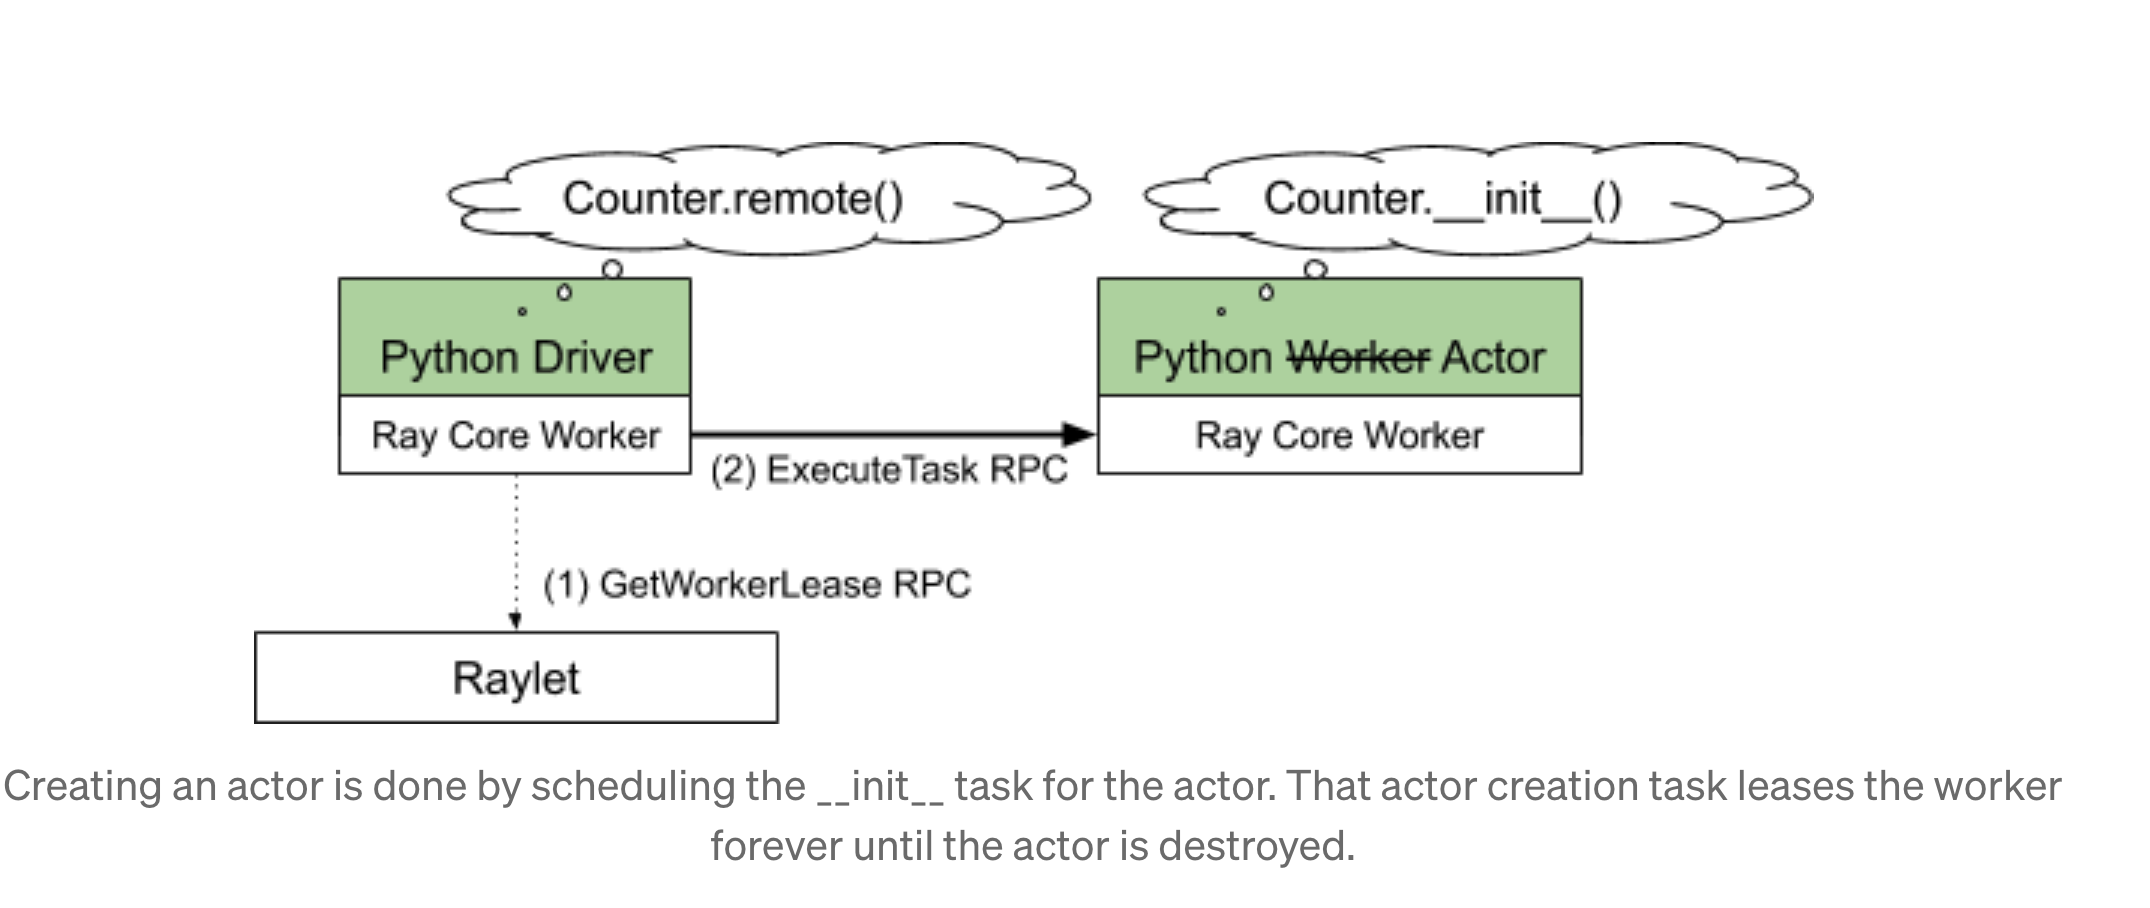 Counter.remote()
Counter.__init__()
Python Driver
Ray Core Worker
Python Worker Actor
Ray Core Worker
(2) ExecuteTask RPC
(1) GetWorkerLease RPC
Raylet
Creating an actor is done by scheduling the __init__ task for the actor. That actor creation task leases the worker
forever until the actor is destroyed.